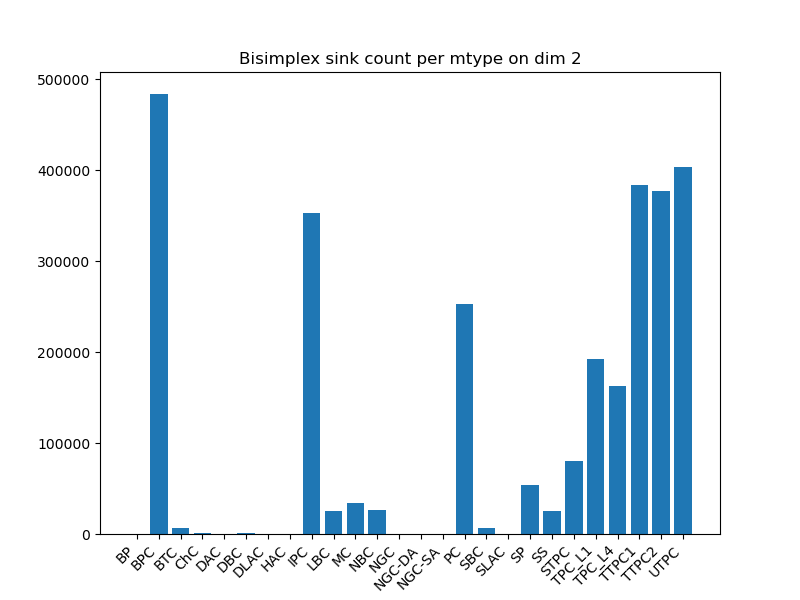 Bisimplex sink count per mtype on dim 2
500000
400000
300000
200000
100000
0
BP
BPC
BTC
ChC
DAC
DBC
DLAC
HAC
IPC
LBC
MC
NBC
NGC
NGC-DA
NGC-SA
PC
SBC
SLAC
SP
SS
STPC
TPC_L1
TPC_L4
TTPC1
TTPC2
UTPC